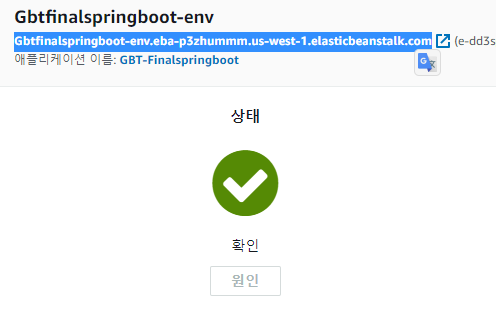 Gbtfinalspringboot-env
Gbtfinalspringboot-env.eba-p3zhummm.us-west-1.elasticbeanstalk.com (e-dd3s
애플리케이션 이름: GBT-Finalspringboot
상태
확인
원인